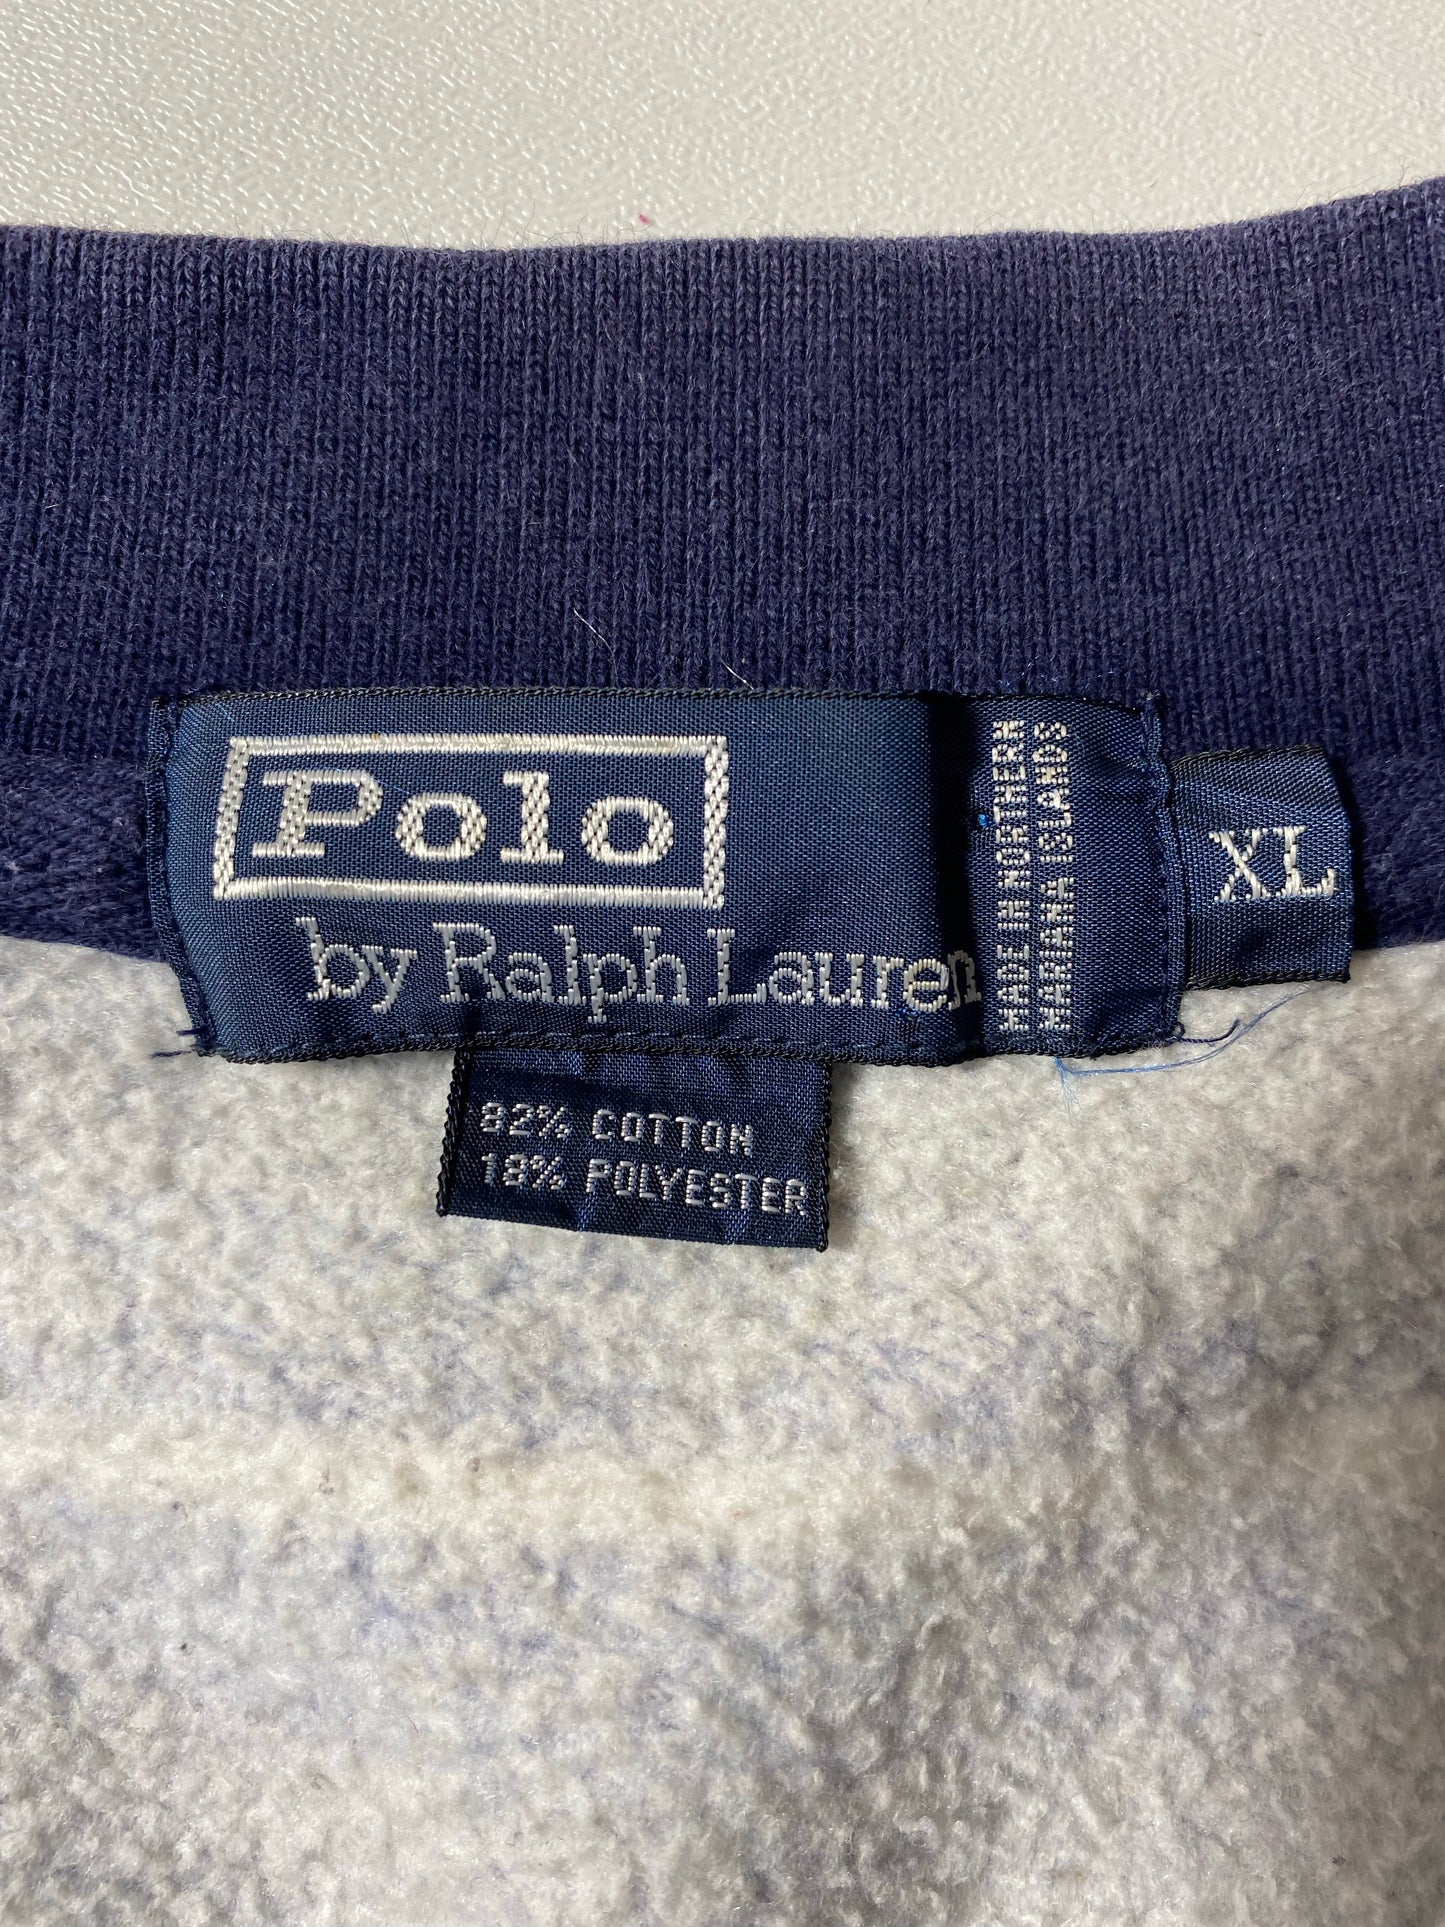 Polo
by Ralph Lauren
MADE IN NORTHERN
MARIANA ISLANDS
XL
82% COTTON
18% POLYESTER